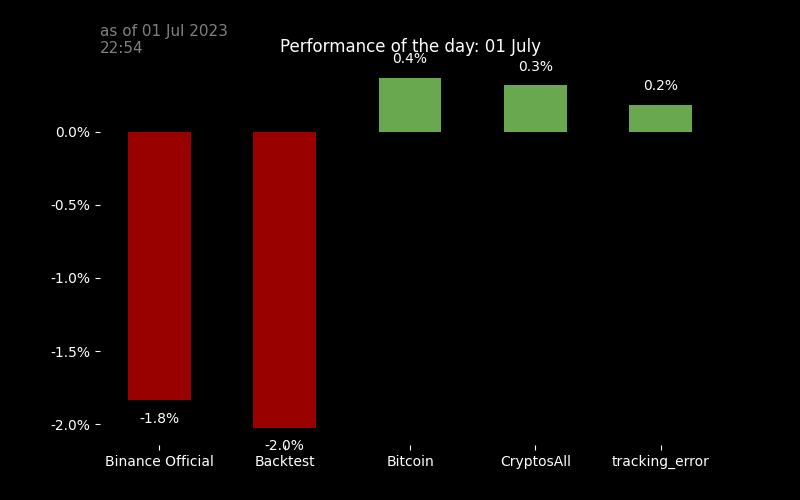 as of 01 Jul 2023
22:54
Performance of the day: 01 July
0.4%
0.3%
0.2%
0.0%
-0.5%
-1.0%
-1.5%
-2.0%
-1.8%
-2.0%
Binance Official
Backtest
Bitcoin
CryptosAll
tracking_error